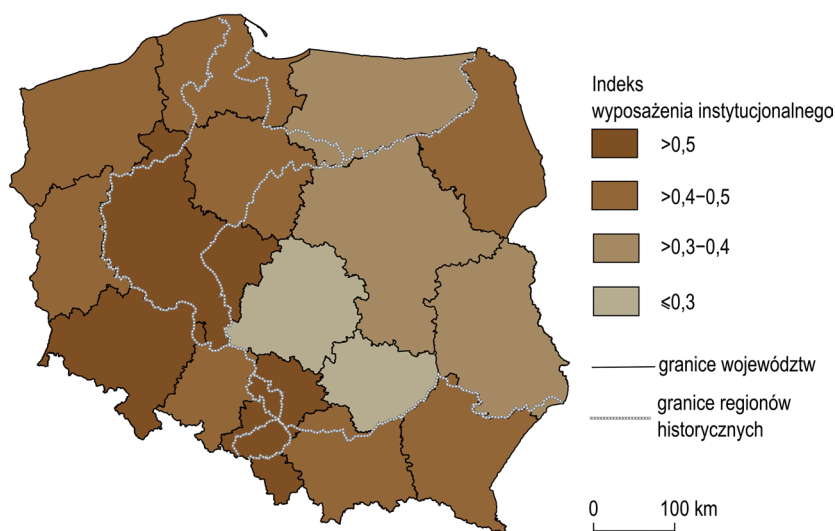 Indeks
wyposażenia instytucjonalnego
>0,5
>0,4–0,5
>0,3–0,4
⩽0,3
granice województw
granice regionów
historycznych
0 100 km